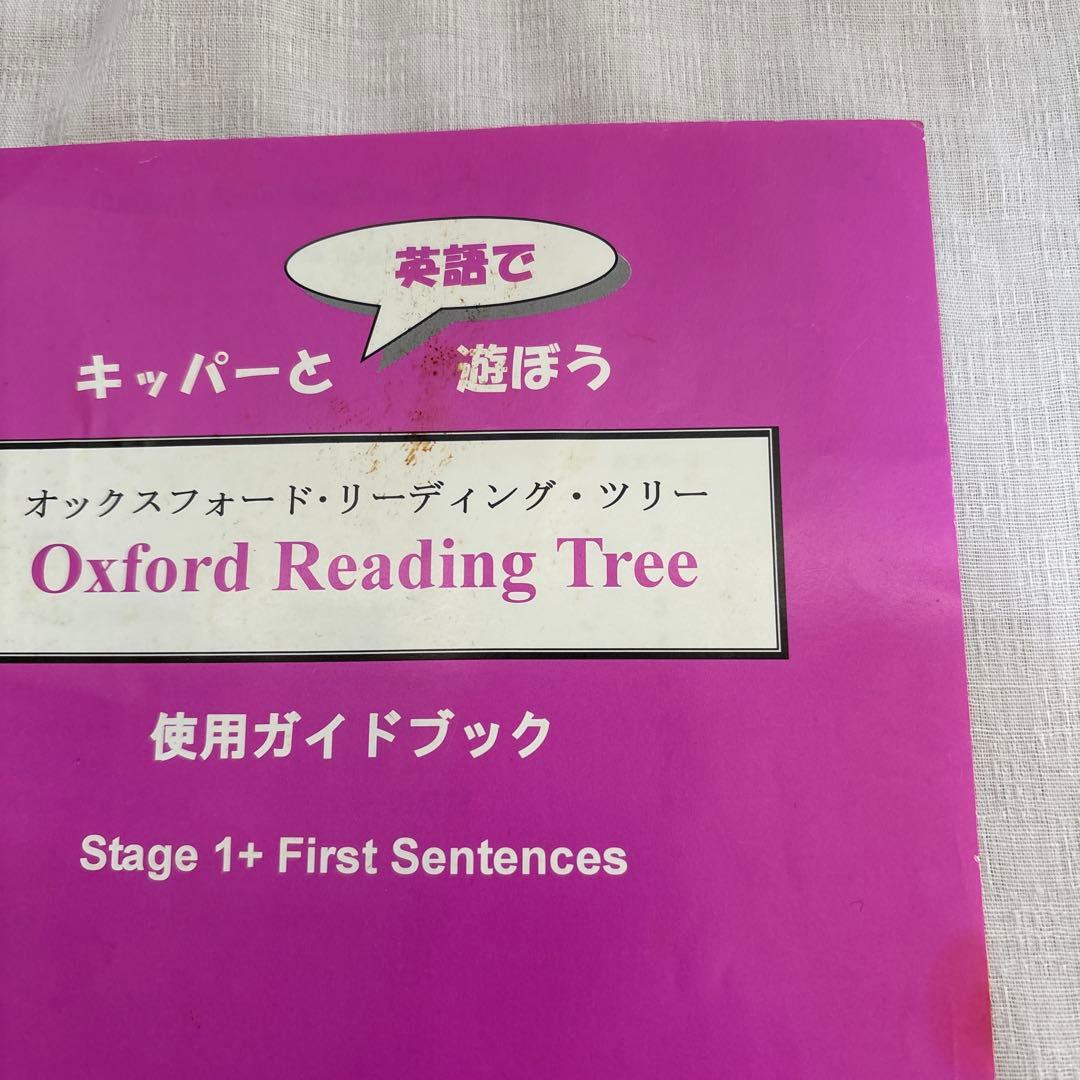 英語で
キッパーと 遊ぼう
オックスフォード・リーディング・ツリー
Oxford Reading Tree
使用ガイドブック
Stage 1+ First Sentences